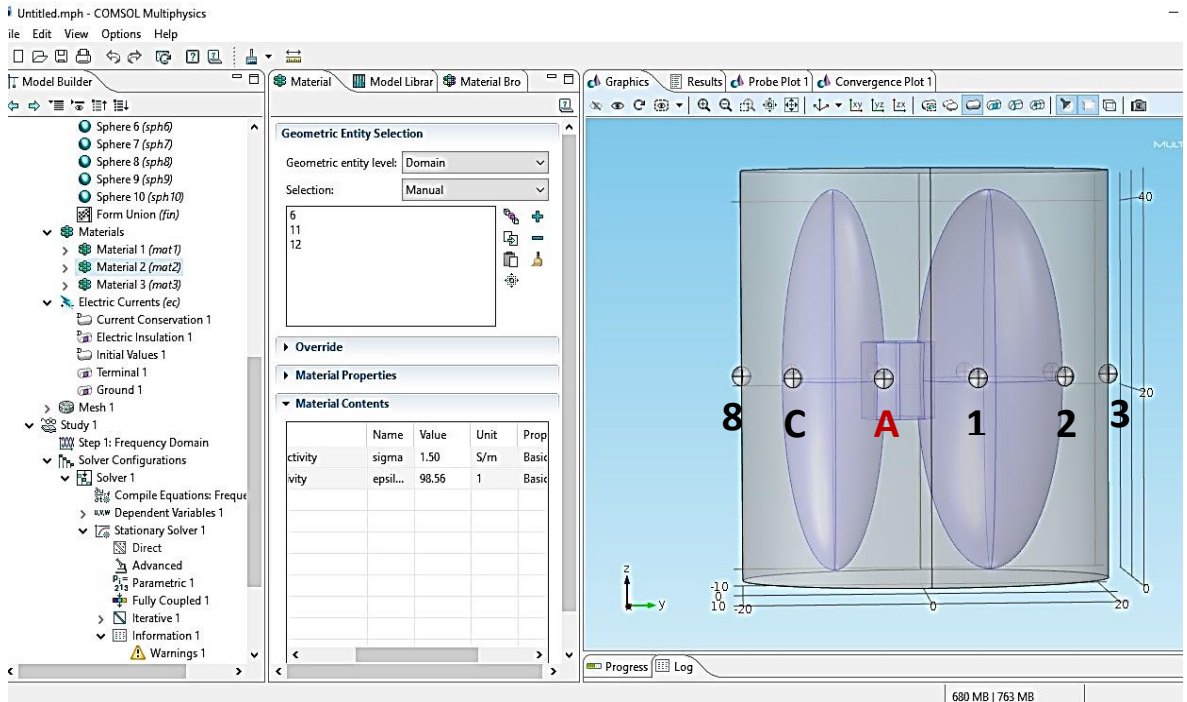 Untitled.mph - COMSOL Multiphysics
ile Edit View Options Help
Model Builder
Sphere 6 (sph6)
Sphere 7 (sph7)
Sphere 8 (sph8)
Sphere 9 (sph9)
Sphere 10 (sph10)
Form Union (fin)
Materials
Material 1 (mat1)
Material 2 (mat2)
Material 3 (mat3)
Electric Currents (ec)
Current Conservation 1
Electric Insulation 1
Initial Values 1
Terminal 1
Ground 1
Mesh 1
Study 1
Step 1: Frequency Domain
Solver Configurations
Solver 1
Compile Equations: Freque
Dependent Variables 1
Stationary Solver 1
Direct
Advanced
Parametric 1
Fully Coupled 1
Iterative 1
Information 1
Warnings 1
Material Model Librar Material Bro
Geometric Entity Selection
Geometric entity level: Domain
Selection: Manual
6
11
12
Override
Material Properties
Material Contents
Name Value Unit Prop
ctivity sigma 1.50 S/m Basic
vity epsil... 98.56 1 Basic
Graphics Results Probe Plot 1 Convergence Plot 1
xy yz zx
MULT
40
20
0
8 C A 1 2 3
z
y
-10
0
10 -20 0 20
Progress Log
680 MB | 763 MB